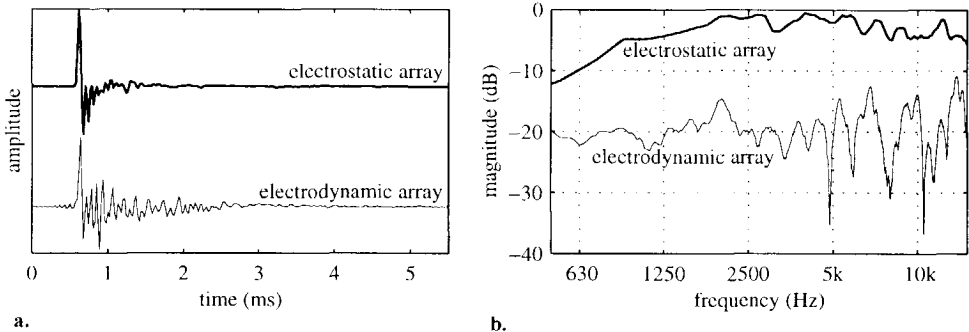 electrostatic array
electrodynamic array
amplitude
0
1
2
3
4
5
time (ms)
a.
0
−10
−20
−30
−40
electrostatic array
electrodynamic array
magnitude (dB)
630
1250
2500
5k
10k
frequency (Hz)
b.